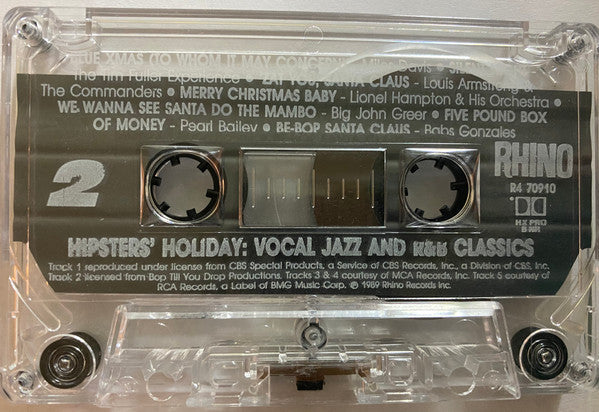 BLUE XMAS (TO WHOM IT MAY CONCERN) - Miles Davis • SILENT
The Tim Fuller Experience • ZAT YOU, SANTA CLAUS - Louis Armstrong &
The Commanders • MERRY CHRISTMAS BABY - Lionel Hampton & His Orchestra •
WE WANNA SEE SANTA DO THE MAMBO - Big John Greer • FIVE POUND BOX
OF MONEY - Pearl Bailey • BE-BOP SANTA CLAUS - Babs Gonzales
2
RHINO
R4 70910
HX PRO
B NR
HIPSTERS' HOLIDAY: VOCAL JAZZ AND R&B CLASSICS
Track 1 reproduced under license from CBS Special Products, a Service of CBS Records, Inc., a Division of CBS, Inc.
Track 2 licensed from Bop Till You Drop Productions. Tracks 3 & 4 courtesy of MCA Records, Inc. Track 5 courtesy of
RCA Records, a Label of BMG Music Corp. ℗ 1989 Rhino Records Inc.